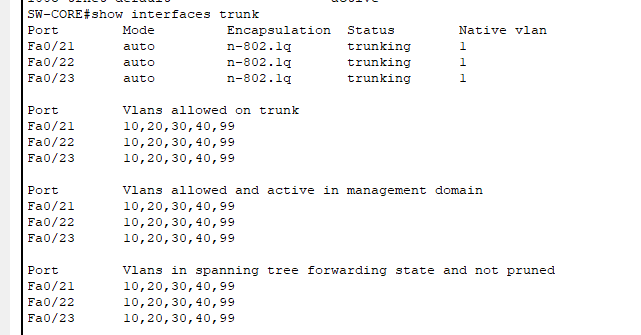 SW-CORE#show interfaces trunk
Port Mode Encapsulation Status Native vlan
Fa0/21 auto n-802.1q trunking 1
Fa0/22 auto n-802.1q trunking 1
Fa0/23 auto n-802.1q trunking 1
Port Vlans allowed on trunk
Fa0/21 10,20,30,40,99
Fa0/22 10,20,30,40,99
Fa0/23 10,20,30,40,99
Port Vlans allowed and active in management domain
Fa0/21 10,20,30,40,99
Fa0/22 10,20,30,40,99
Fa0/23 10,20,30,40,99
Port Vlans in spanning tree forwarding state and not pruned
Fa0/21 10,20,30,40,99
Fa0/22 10,20,30,40,99
Fa0/23 10,20,30,40,99